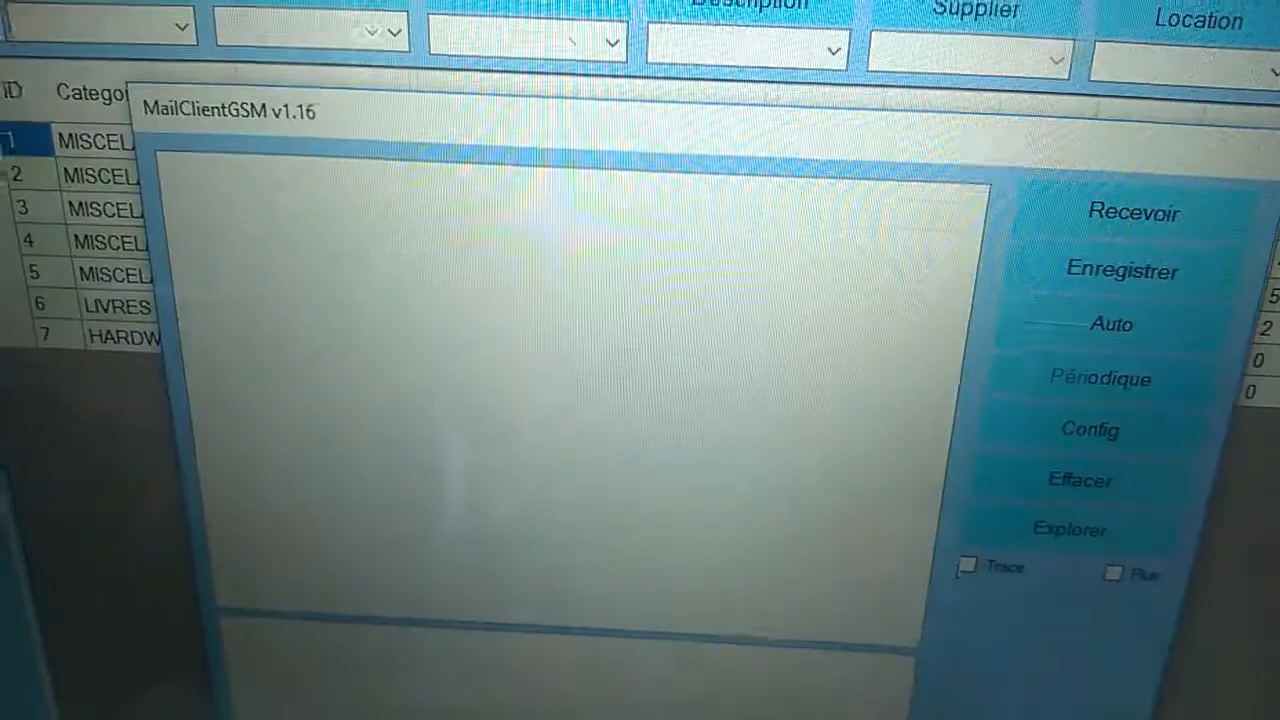 Description
Supplier
Location
ID
Categor
MailClientGSM v1.16
1
MISCEL
2
MISCEL
3
MISCEL
4
MISCEL
5
MISCEL
6
LIVRES
7
HARDW
Recevoir
Enregistrer
Auto
Périodique
Config
Effacer
Explorer
Trace
5
2
0
0